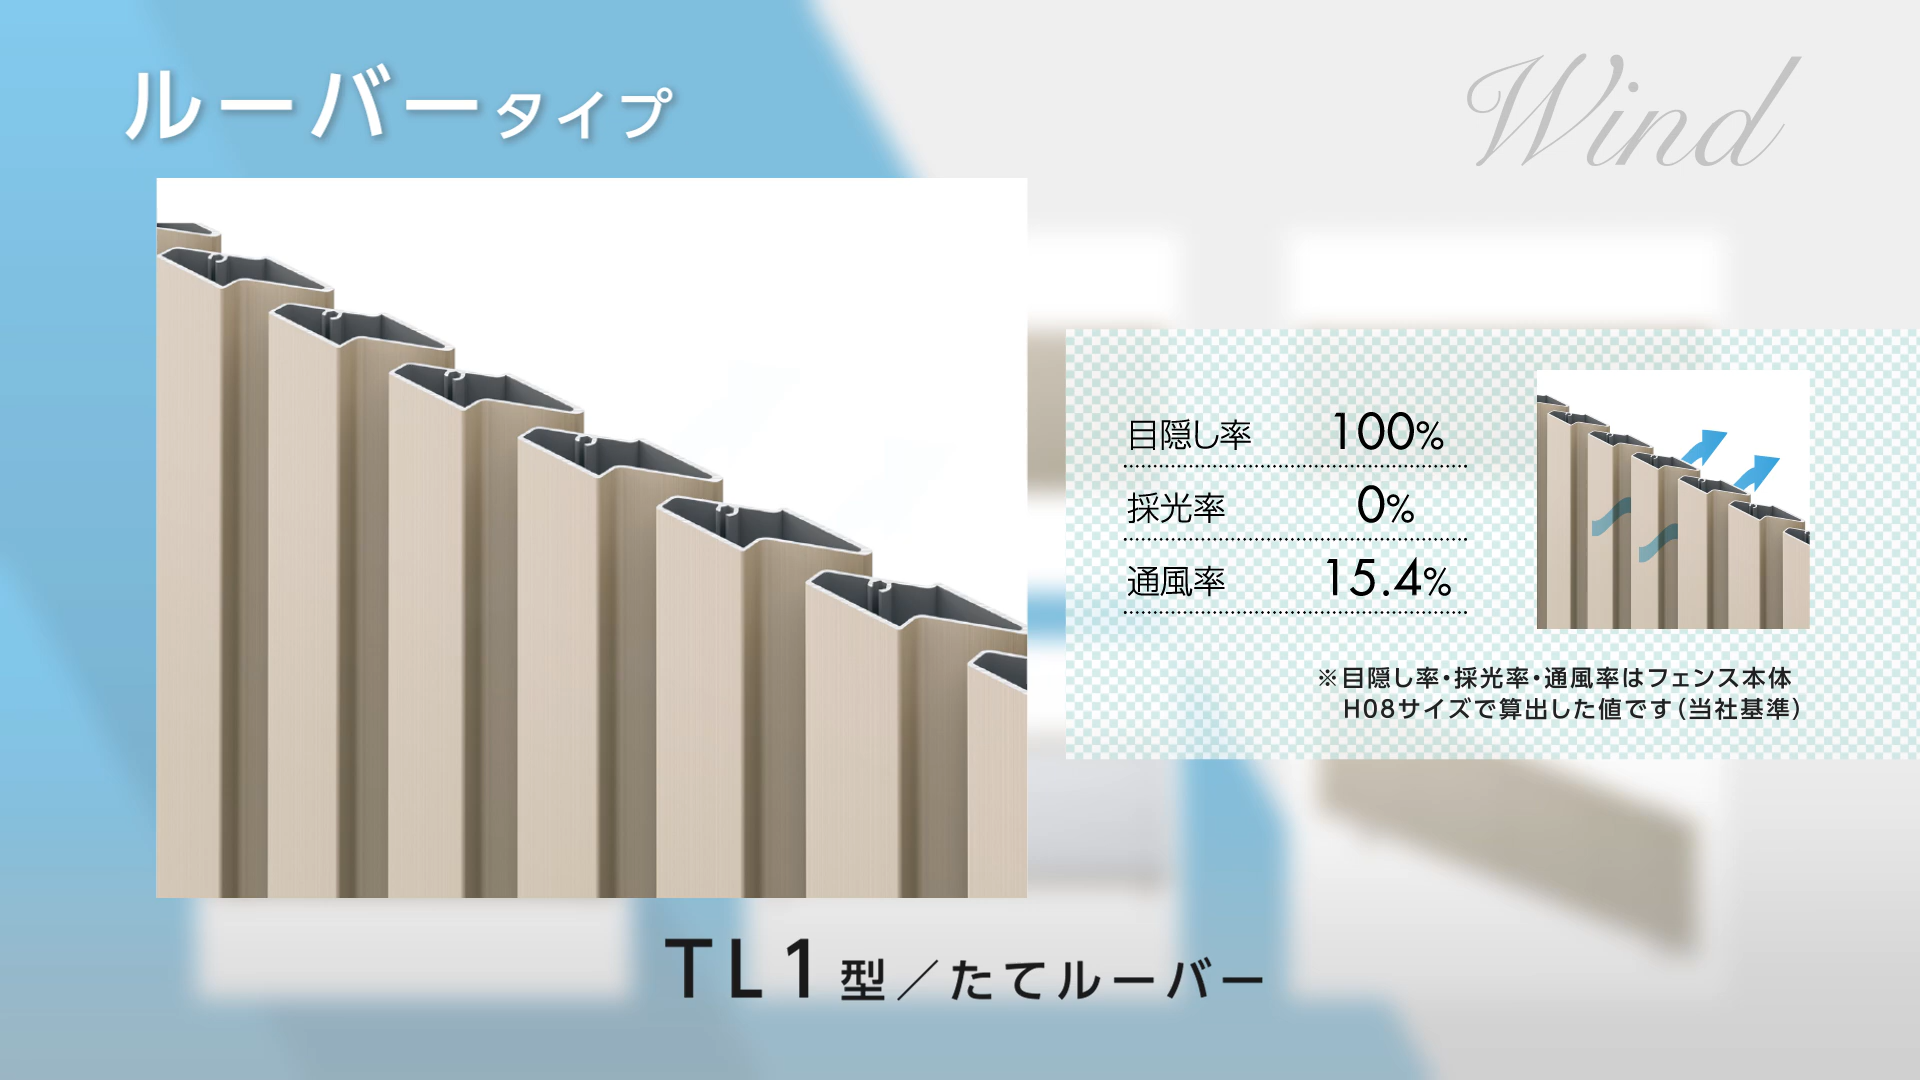 ルーバータイプ
Wind
目隠し率 100%
採光率 0%
通風率 15.4%
※目隠し率・採光率・通風率はフェンス本体
H08サイズで算出した値です(当社基準)
TL1型／たてルーバー